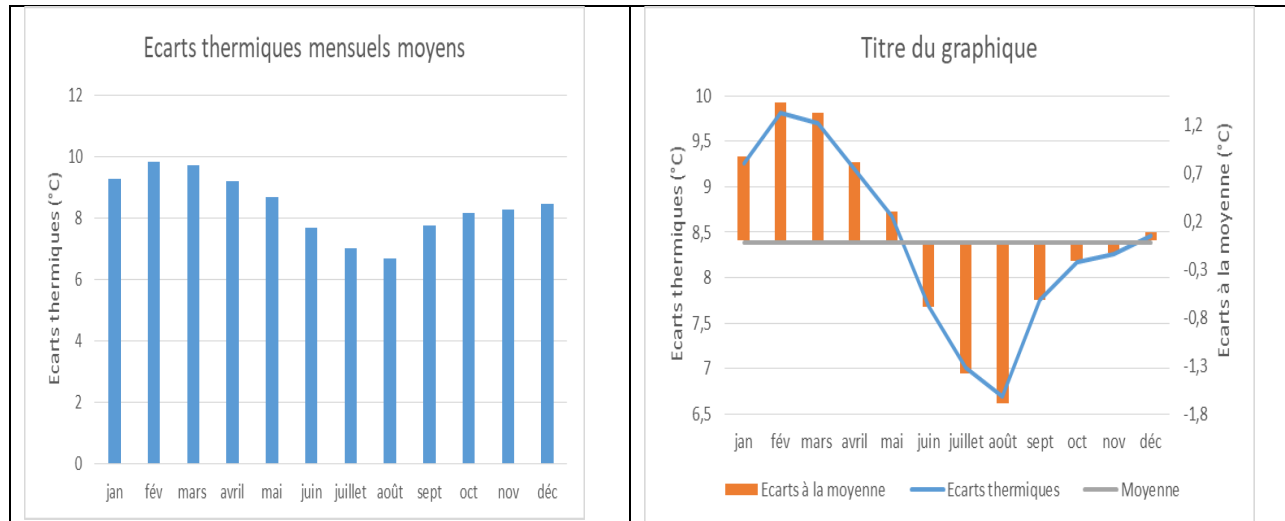 Ecarts thermiques mensuels moyens
Ecarts thermiques (°C)
12
10
8
6
4
2
0
jan fév mars avril mai juin juillet août sept oct nov déc
Titre du graphique
Ecarts thermiques (°C)
10
9,5
9
8,5
8
7,5
7
6,5
1,2
0,7
0,2
-0,3
-0,8
-1,3
-1,8
Ecarts à la moyenne (°C)
jan fév mars avril mai juin juillet août sept oct nov déc
Ecarts à la moyenne Ecarts thermiques Moyenne